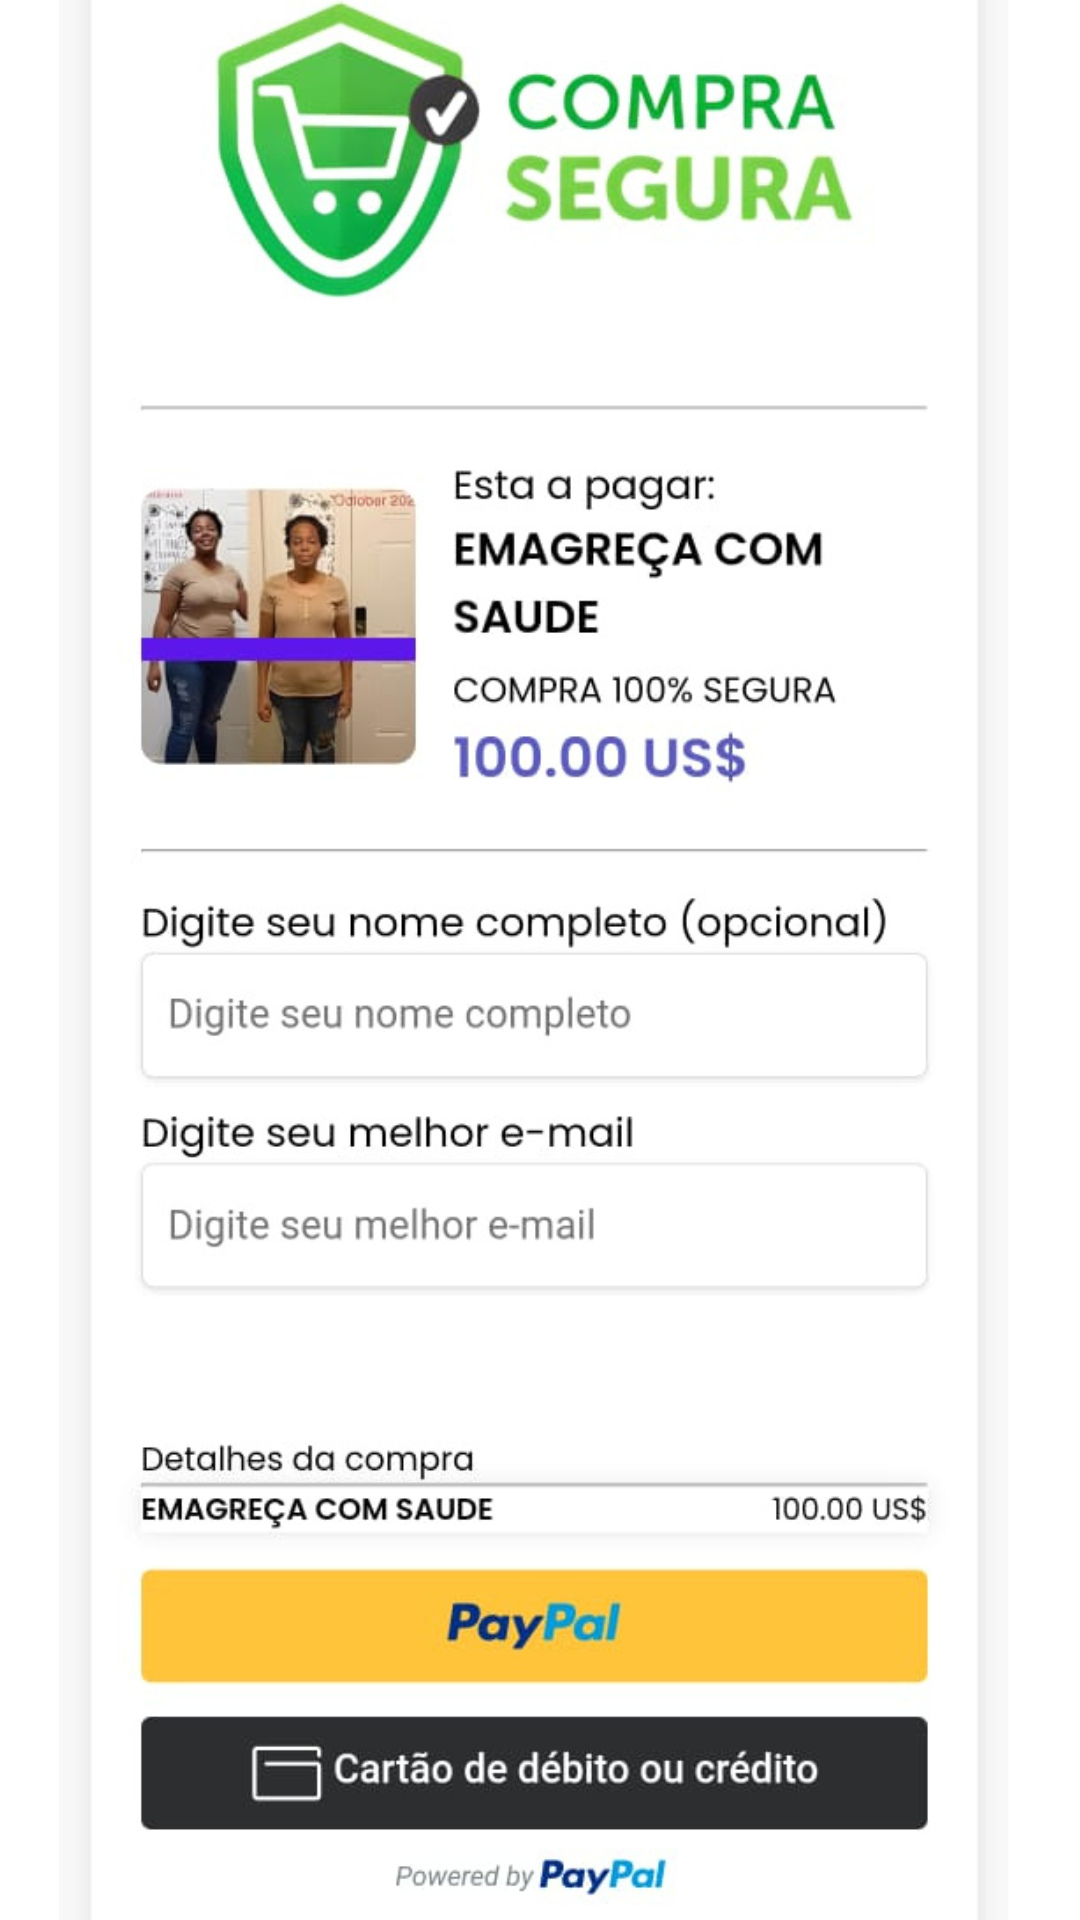 COMPRA
SEGURA
October 202
Esta a pagar:
EMAGREÇA COM
SAUDE
COMPRA 100% SEGURA
100.00 US$
Digite seu nome completo (opcional)
Digite seu nome completo
Digite seu melhor e-mail
Digite seu melhor e-mail
Detalhes da compra
EMAGREÇA COM SAUDE 100.00 US$
PayPal
Cartão de débito ou crédito
Powered by PayPal